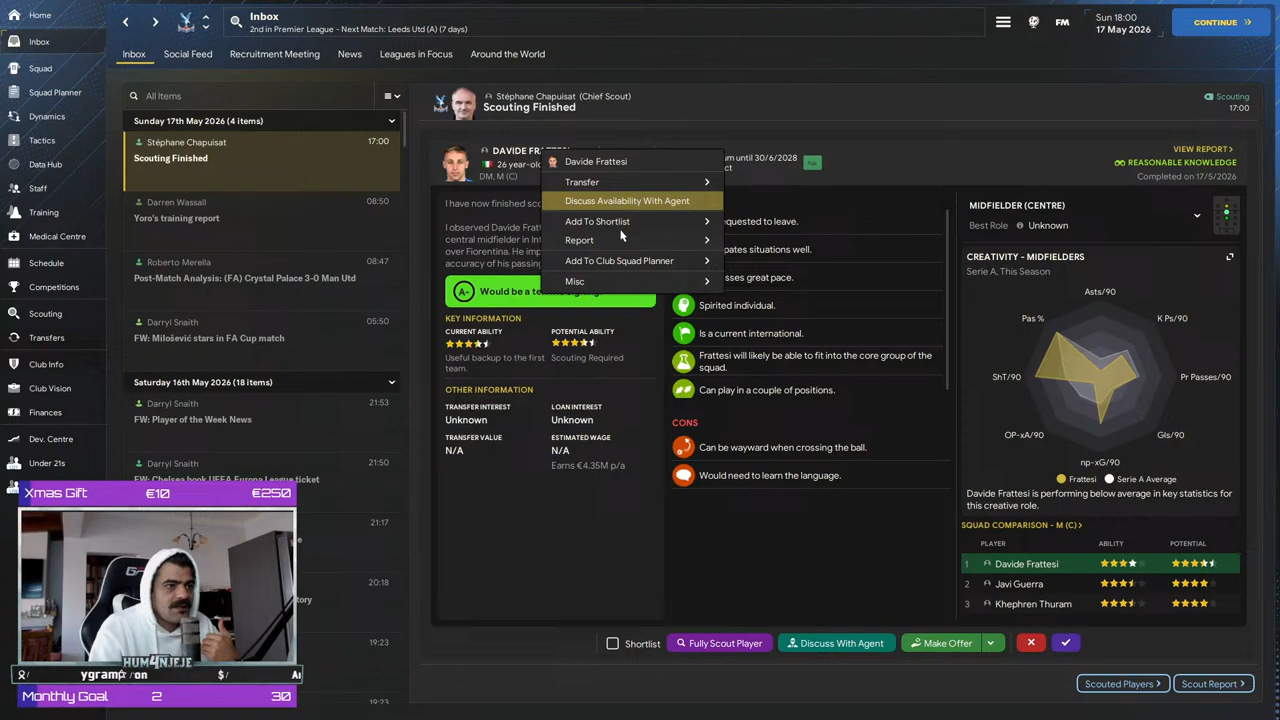 Home
Inbox
Squad
Squad Planner
Dynamics
Tactics
Data Hub
Staff
Training
Medical Centre
Schedule
Competitions
Scouting
Transfers
Club Info
Club Vision
Finances
Dev. Centre
Under 21s
Inbox
2nd in Premier League - Next Match: Leeds Utd (A) (7 days)
FM
Sun 18:00
17 May 2026
CONTINUE
Inbox
Social Feed
Recruitment Meeting
News
Leagues in Focus
Around the World
All Items
Sunday 17th May 2026 (4 items)
Stéphane Chapuisat
17:00
Scouting Finished
Darren Wassall
08:50
Yoro's training report
Roberto Merella
08:47
Post-Match Analysis: (FA) Crystal Palace 3-0 Man Utd
Darryl Snaith
05:50
FW: Milošević stars in FA Cup match
Saturday 16th May 2026 (18 items)
Darryl Snaith
21:53
FW: Player of the Week News
Darryl Snaith
21:50
FW: Chelsea book UEFA Europa League ticket
21:17
20:18
tory
19:23
19:23
Stéphane Chapuisat (Chief Scout)
Scouting Finished
Scouting
17:00
DAVIDE FRATTESI
26 year-old
DM, M (C)
um until 30/6/2028
ct
Ask
VIEW REPORT >
REASONABLE KNOWLEDGE
Completed on 17/5/2026
Davide Frattesi
Transfer
Discuss Availability With Agent
Add To Shortlist
Report
Add To Club Squad Planner
Misc
I have now finished sco
I observed Davide Fratt
central midfielder in Int
over Fiorentina. He imp
accuracy of his passing
A-
Would be a
KEY INFORMATION
CURRENT ABILITY
Useful backup to the first
team.
POTENTIAL ABILITY
Scouting Required
OTHER INFORMATION
TRANSFER INTEREST
Unknown
LOAN INTEREST
Unknown
TRANSFER VALUE
N/A
ESTIMATED WAGE
N/A
Earns €4.35M p/a
quested to leave.
pates situations well.
sses great pace.
Spirited individual.
Is a current international.
Frattesi will likely be able to fit into the core group of the
squad.
Can play in a couple of positions.
CONS
Can be wayward when crossing the ball.
Would need to learn the language.
MIDFIELDER (CENTRE)
Best Role Unknown
CREATIVITY - MIDFIELDERS
Serie A, This Season
Asts/90
K Ps/90
Pr Passes/90
Gls/90
np-xG/90
OP-xA/90
ShT/90
Pas %
Frattesi
Serie A Average
Davide Frattesi is performing below average in key statistics for
this creative role.
SQUAD COMPARISON - M (C) >
PLAYER
ABILITY
POTENTIAL
1 Davide Frattesi
2 Javi Guerra
3 Khephren Thuram
Shortlist
Fully Scout Player
Discuss With Agent
Make Offer
Scouted Players >
Scout Report >
Xmas Gift
€10
€250
HUM4NJEJE
Monthly Goal
2
30